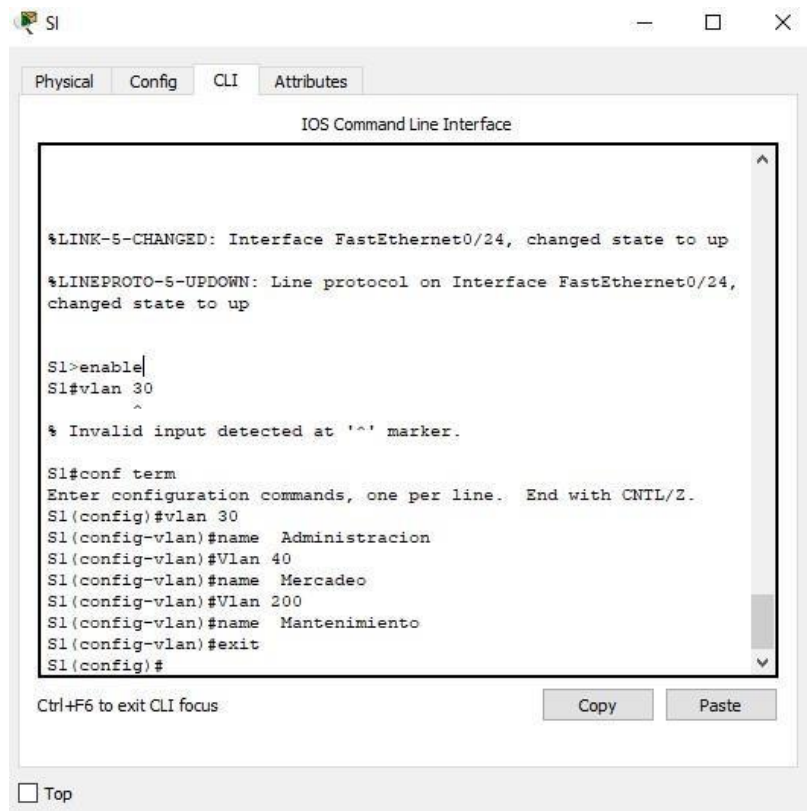 SI
Physical Config CLI Attributes
IOS Command Line Interface
%LINK-5-CHANGED: Interface FastEthernet0/24, changed state to up
%LINEPROTO-5-UPDOWN: Line protocol on Interface FastEthernet0/24,
changed state to up
S1>enable
S1#vlan 30
^
% Invalid input detected at '^' marker.
S1#conf term
Enter configuration commands, one per line.  End with CNTL/Z.
S1(config)#vlan 30
S1(config-vlan)#name  Administracion
S1(config-vlan)#Vlan 40
S1(config-vlan)#name  Mercadeo
S1(config-vlan)#Vlan 200
S1(config-vlan)#name  Mantenimiento
S1(config-vlan)#exit
S1(config)#
Ctrl+F6 to exit CLI focus Copy Paste
Top